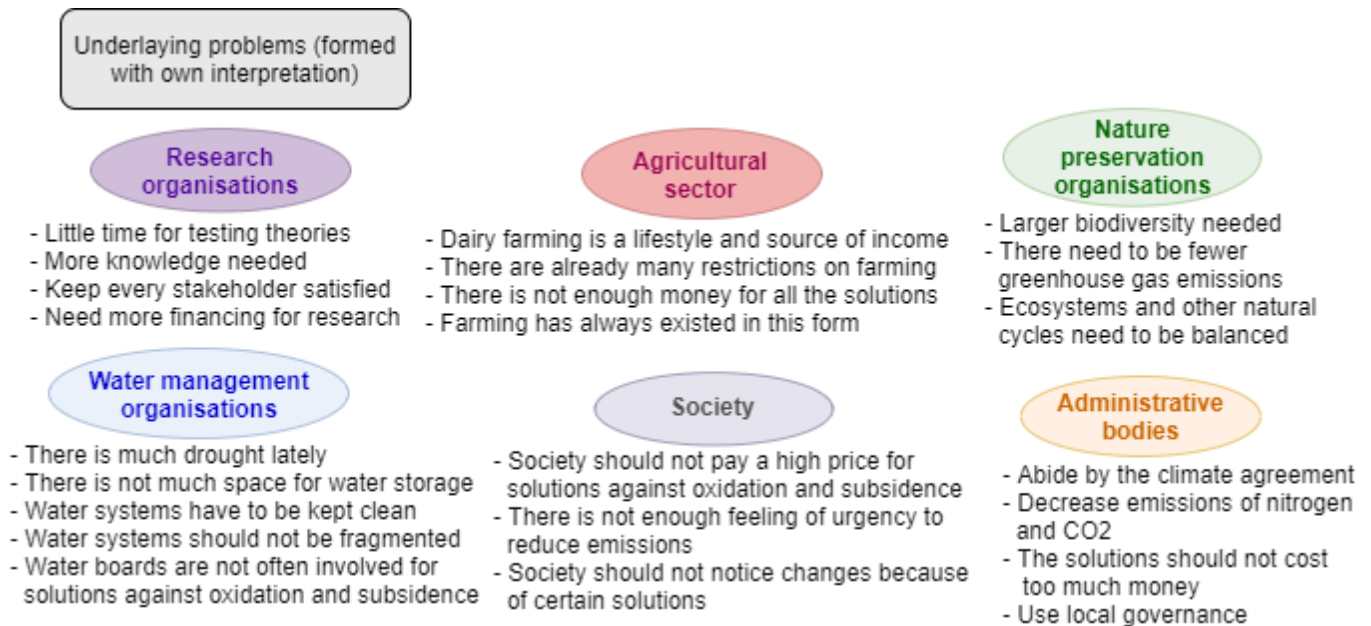 Underlaying problems (formed
with own interpretation)
Research
organisations
- Little time for testing theories
- More knowledge needed
- Keep every stakeholder satisfied
- Need more financing for research
Agricultural
sector
- Dairy farming is a lifestyle and source of income
- There are already many restrictions on farming
- There is not enough money for all the solutions
- Farming has always existed in this form
Nature
preservation
organisations
- Larger biodiversity needed
- There need to be fewer
greenhouse gas emissions
- Ecosystems and other natural
cycles need to be balanced
Water management
organisations
- There is much drought lately
- There is not much space for water storage
- Water systems have to be kept clean
- Water systems should not be fragmented
- Water boards are not often involved for
solutions against oxidation and subsidence
Society
- Society should not pay a high price for
solutions against oxidation and subsidence
- There is not enough feeling of urgency to
reduce emissions
- Society should not notice changes because
of certain solutions
Administrative
bodies
- Abide by the climate agreement
- Decrease emissions of nitrogen
and CO2
- The solutions should not cost
too much money
- Use local governance